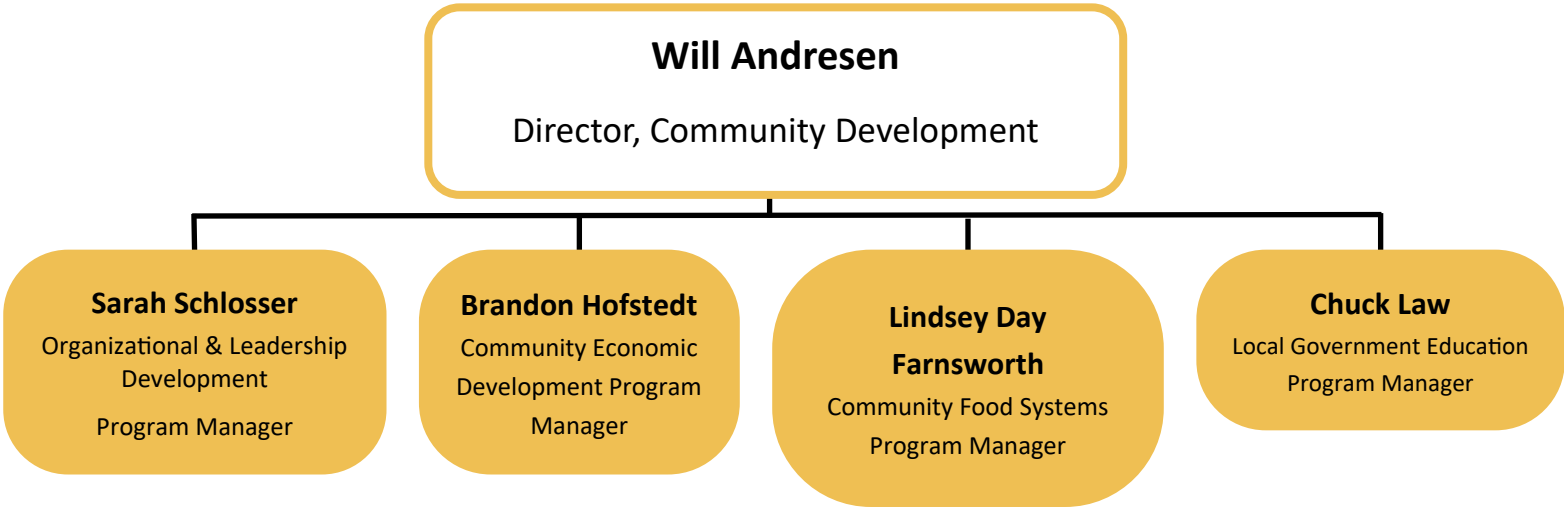 Will Andresen
Director, Community Development
Sarah Schlosser
Organizational & Leadership
Development
Program Manager
Brandon Hofstedt
Community Economic
Development Program
Manager
Lindsey Day
Farnsworth
Community Food Systems
Program Manager
Chuck Law
Local Government Education
Program Manager